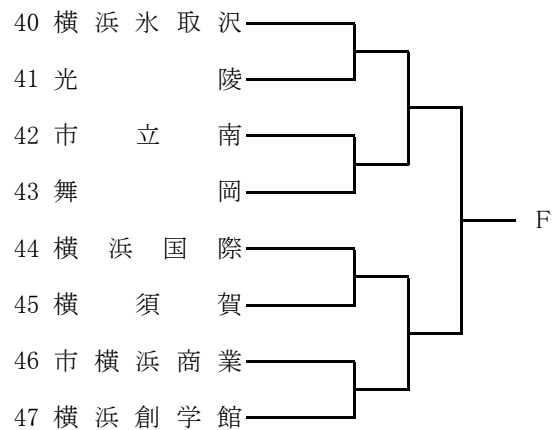 40 横浜氷取沢
41 光陵
42 市立南
43 舞岡
44 横浜国際
45 横須賀
46 市横浜商業
47 横浜創学館
F